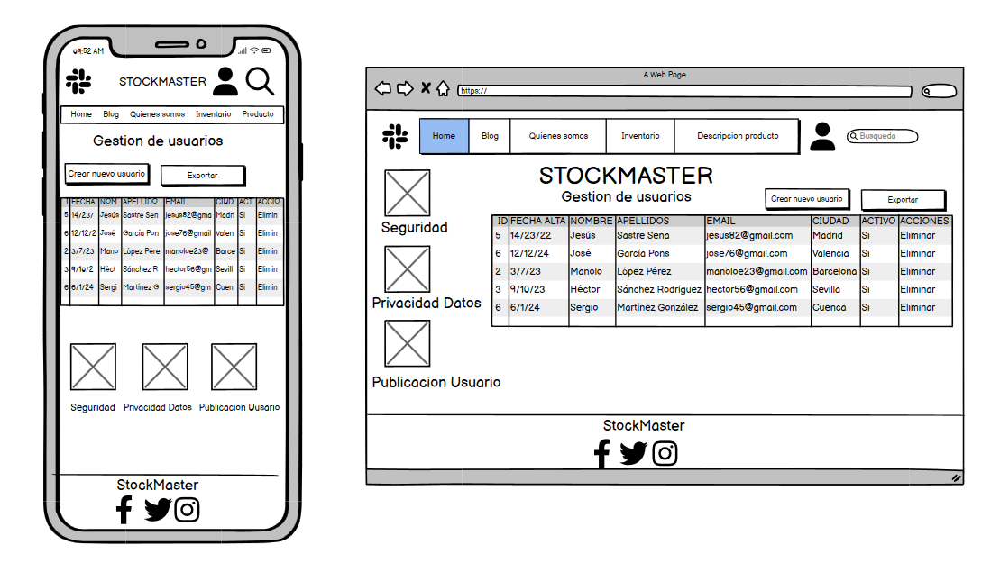 09:52 AM
STOCKMASTER
Home Blog Quienes somos Inventario Producto
Gestion de usuarios
Crear nuevo usuario Exportar
I FECHA NOM APELLIDO EMAIL CIUD ACT ACCIO
5 14/23/ Jesús Sastre Sen jesus82@gma Madri Si Elimin
6 12/12/2 José García Pon jose76@gmail Valen Si Elimin
2 3/7/23 Mano López Pére manoloe23@ Barce Si Elimin
3 9/10/2 Héct Sánchez R hector56@gm Sevill Si Elimin
6 6/1/24 Sergi Martínez G sergio45@gm Cuen Si Elimin
Seguridad Privacidad Datos Publicacion Uusario
StockMaster
A Web Page
https://
Home Blog Quienes somos Inventario Descripcion producto Busqueda
STOCKMASTER
Gestion de usuarios
Crear nuevo usuario Exportar
Seguridad
Privacidad Datos
Publicacion Usuario
ID FECHA ALTA NOMBRE APELLIDOS EMAIL CIUDAD ACTIVO ACCIONES
5 14/23/22 Jesús Sastre Sena jesus82@gmail.com Madrid Si Eliminar
6 12/12/24 José García Pons jose76@gmail.com Valencia Si Eliminar
2 3/7/23 Manolo López Pérez manoloe23@gmail.com Barcelona Si Eliminar
3 9/10/23 Héctor Sánchez Rodríguez hector56@gmail.com Sevilla Si Eliminar
6 6/1/24 Sergio Martínez González sergio45@gmail.com Cuenca Si Eliminar
StockMaster